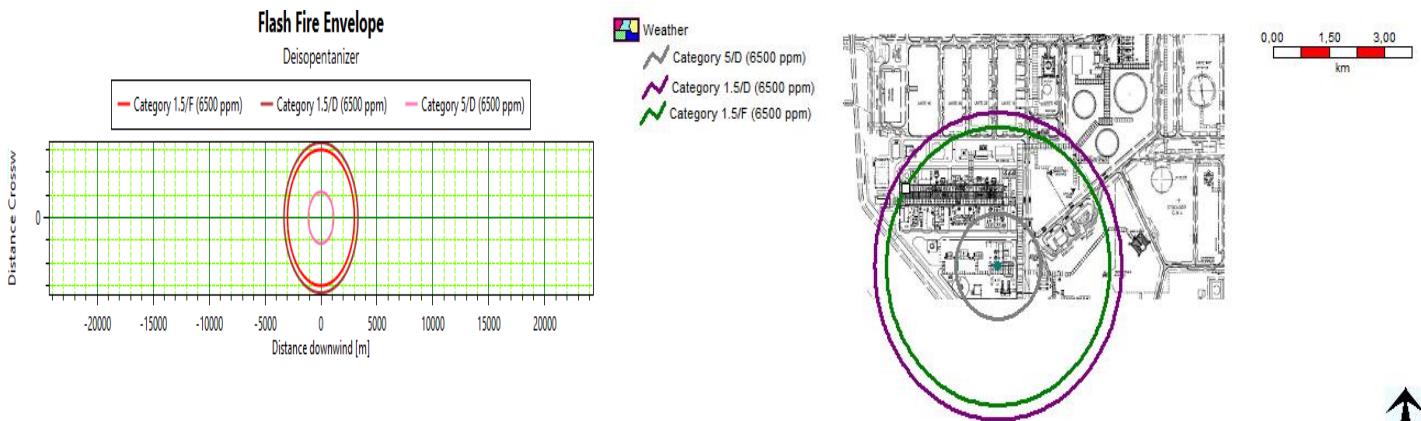 Flash Fire Envelope
Deisopentanizer
Category 1.5/F (6500 ppm) Category 1.5/D (6500 ppm) Category 5/D (6500 ppm)
Distance Crossw
0
-20000 -15000 -10000 -5000 0 5000 10000 15000 20000
Distance downwind [m]
Weather
Category 5/D (6500 ppm)
Category 1.5/D (6500 ppm)
Category 1.5/F (6500 ppm)
0,00 1,50 3,00
km